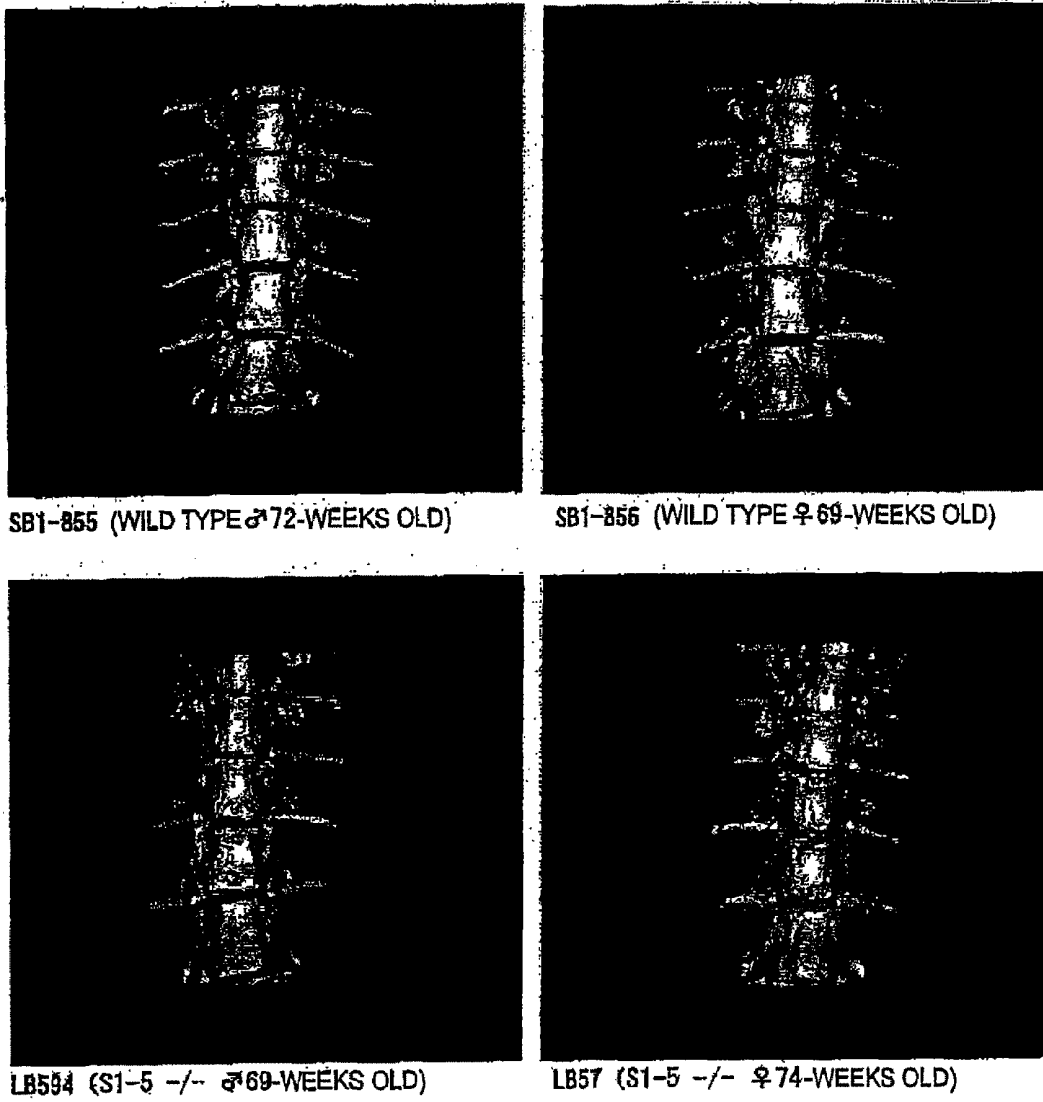 SB1-855 (WILD TYPE ♂ 72-WEEKS OLD)
SB1-856 (WILD TYPE ♀ 69-WEEKS OLD)
LB594 (S1-5 -/- ♂ 69-WEEKS OLD)
LB57 (S1-5 -/- ♀ 74-WEEKS OLD)